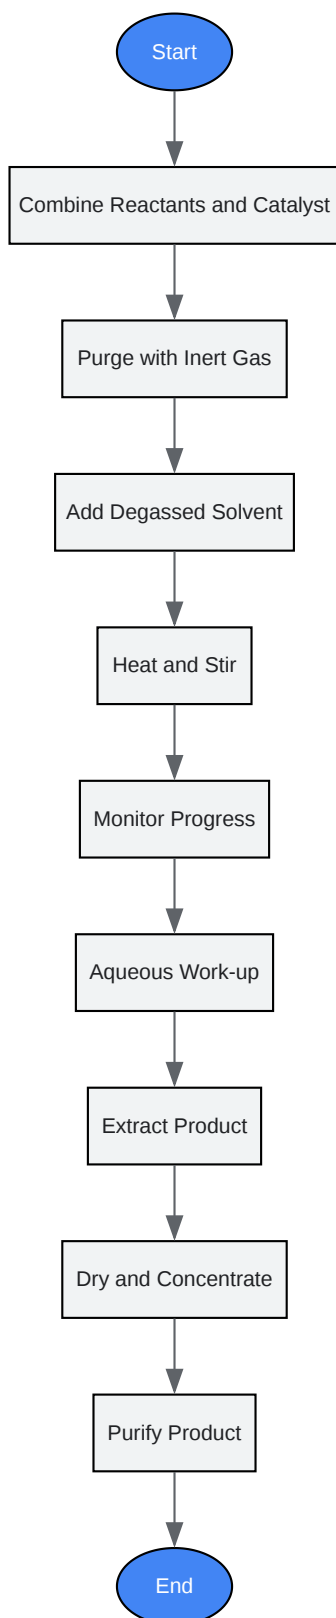 Start
Combine Reactants and Catalyst
Purge with Inert Gas
Add Degassed Solvent
Heat and Stir
Monitor Progress
Aqueous Work-up
Extract Product
Dry and Concentrate
Purify Product
End